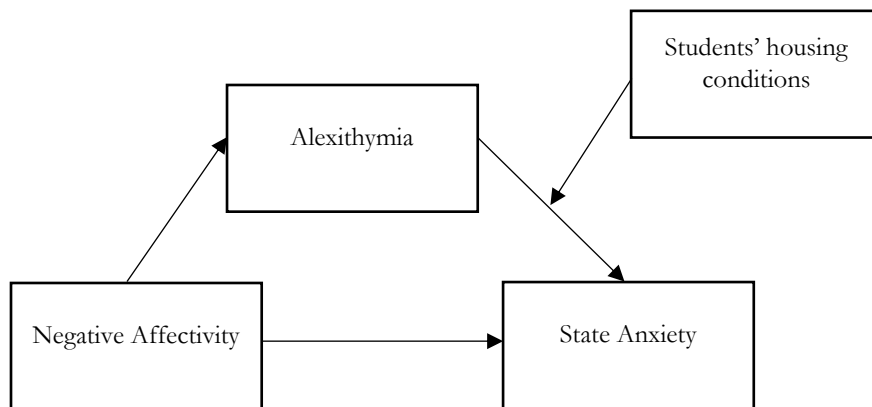 Students’ housing
conditions
Alexithymia
Negative Affectivity
State Anxiety